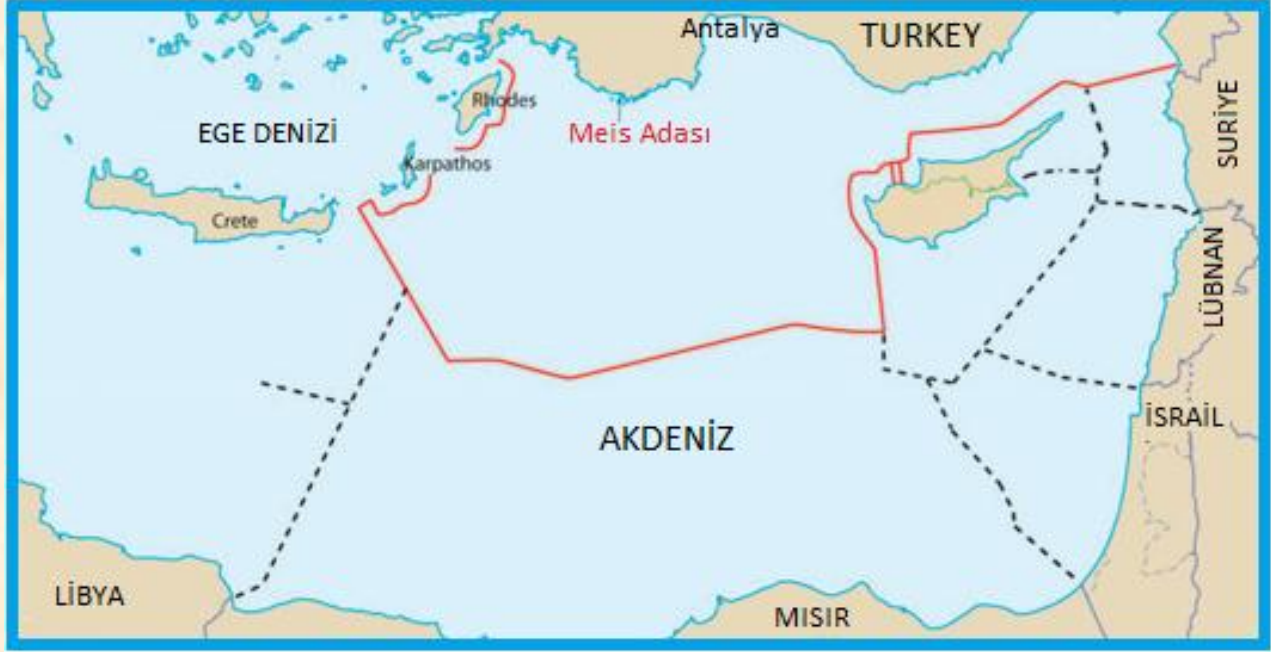 Antalya
TURKEY
Rhodes
EGE DENİZİ
Meis Adası
SURİYE
Karpathos
Crete
LÜBNAN
İSRAİL
AKDENİZ
LİBYA
MISIR